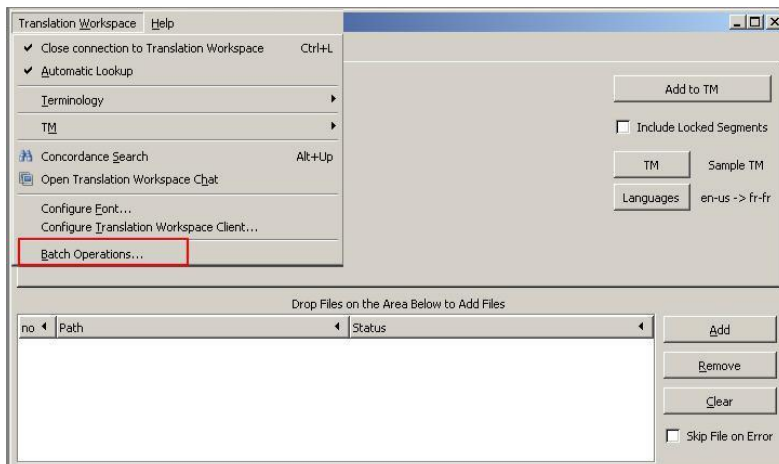 Translation Workspace Help
Close connection to Translation Workspace Ctrl+L
Automatic Lookup
Terminology
TM
Concordance Search Alt+Up
Open Translation Workspace Chat
Configure Font...
Configure Translation Workspace Client...
Batch Operations...
Add to TM
Include Locked Segments
TM Sample TM
Languages en-us -> fr-fr
Drop Files on the Area Below to Add Files
no Path Status
Add
Remove
Clear
Skip File on Error